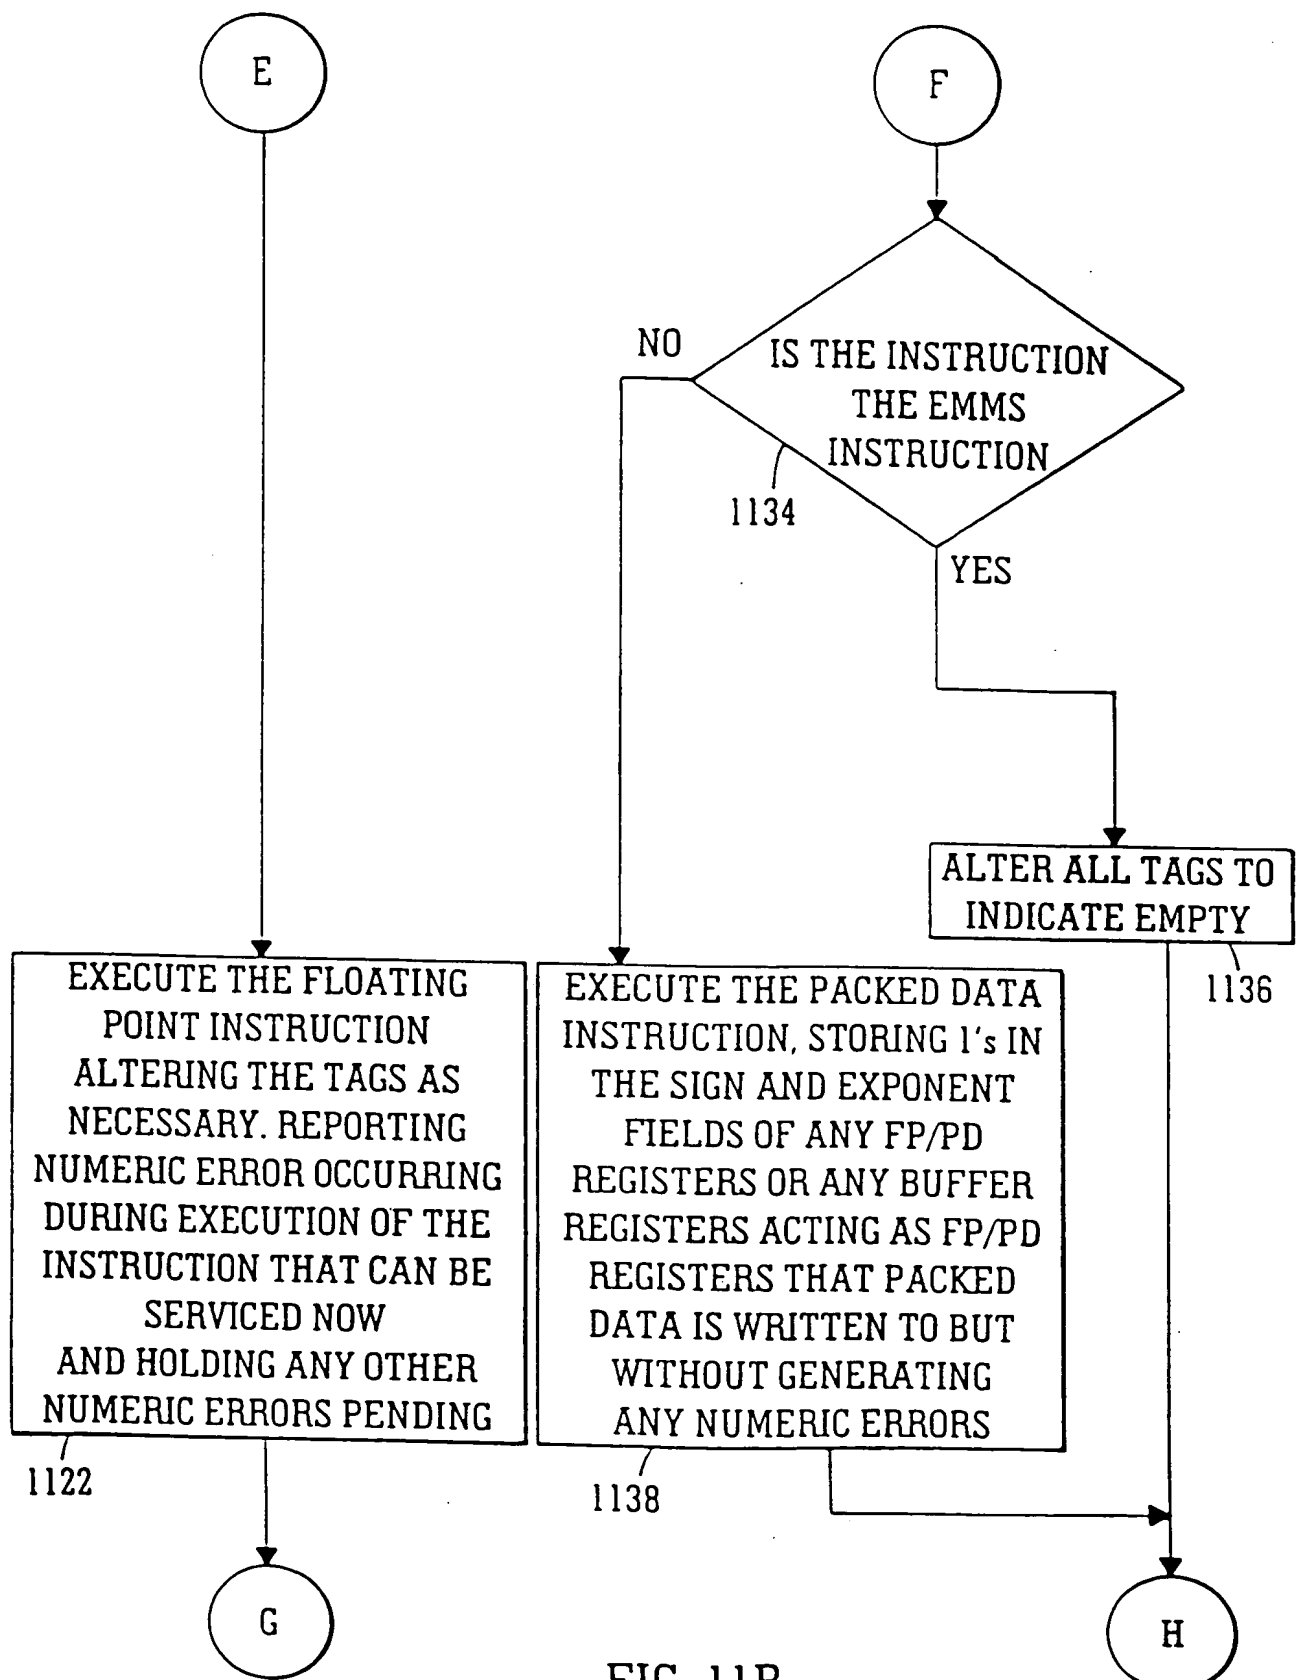 E
F
NO
IS THE INSTRUCTION
THE EMMS
INSTRUCTION
1134
YES
ALTER ALL TAGS TO
INDICATE EMPTY
1136
EXECUTE THE FLOATING
POINT INSTRUCTION
ALTERING THE TAGS AS
NECESSARY. REPORTING
NUMERIC ERROR OCCURRING
DURING EXECUTION OF THE
INSTRUCTION THAT CAN BE
SERVICED NOW
AND HOLDING ANY OTHER
NUMERIC ERRORS PENDING
1122
EXECUTE THE PACKED DATA
INSTRUCTION, STORING 1's IN
THE SIGN AND EXPONENT
FIELDS OF ANY FP/PD
REGISTERS OR ANY BUFFER
REGISTERS ACTING AS FP/PD
REGISTERS THAT PACKED
DATA IS WRITTEN TO BUT
WITHOUT GENERATING
ANY NUMERIC ERRORS
1138
G
H
FIG. 11B